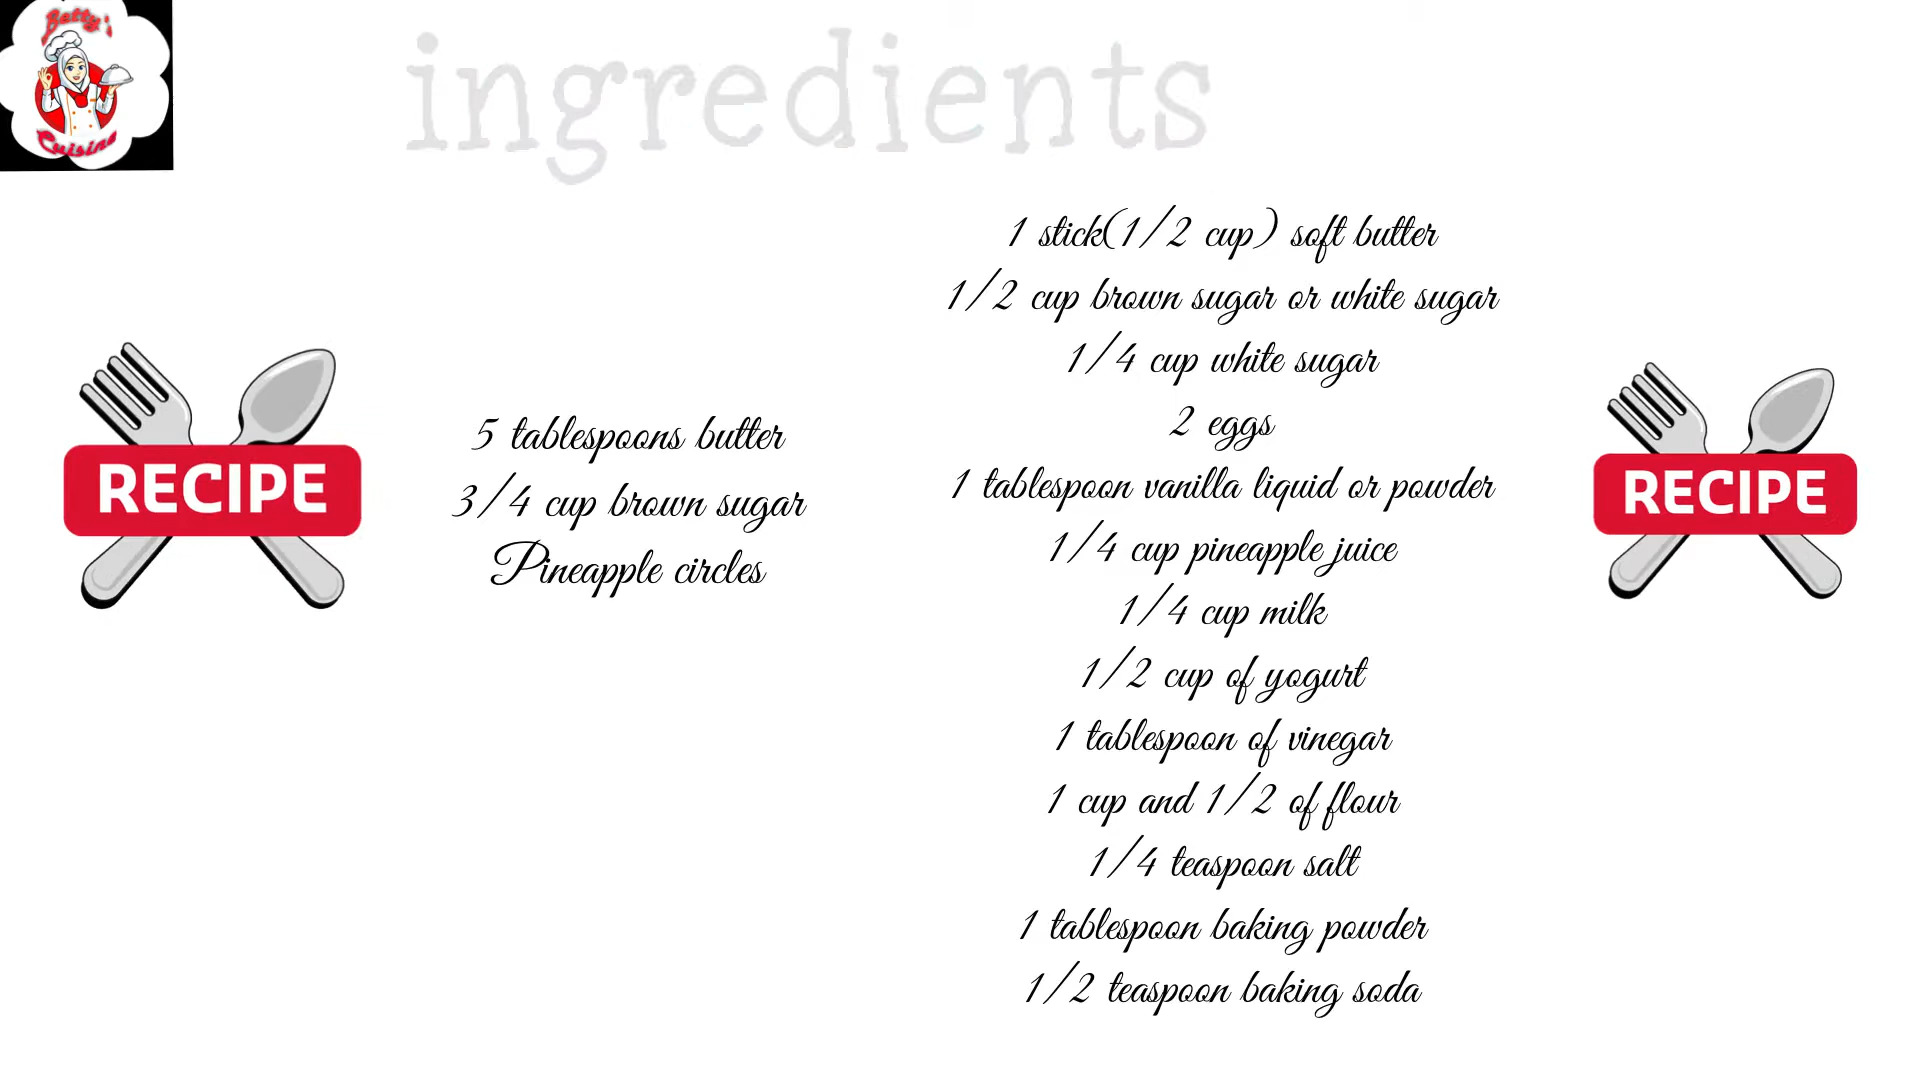 Betty's
Cuisine
ingredients
RECIPE
5 tablespoons butter
3/4 cup brown sugar
Pineapple circles
1 stick(1/2 cup) soft butter
1/2 cup brown sugar or white sugar
1/4 cup white sugar
2 eggs
1 tablespoon vanilla liquid or powder
1/4 cup pineapple juice
1/4 cup milk
1/2 cup of yogurt
1 tablespoon of vinegar
1 cup and 1/2 of flour
1/4 teaspoon salt
1 tablespoon baking powder
1/2 teaspoon baking soda
RECIPE